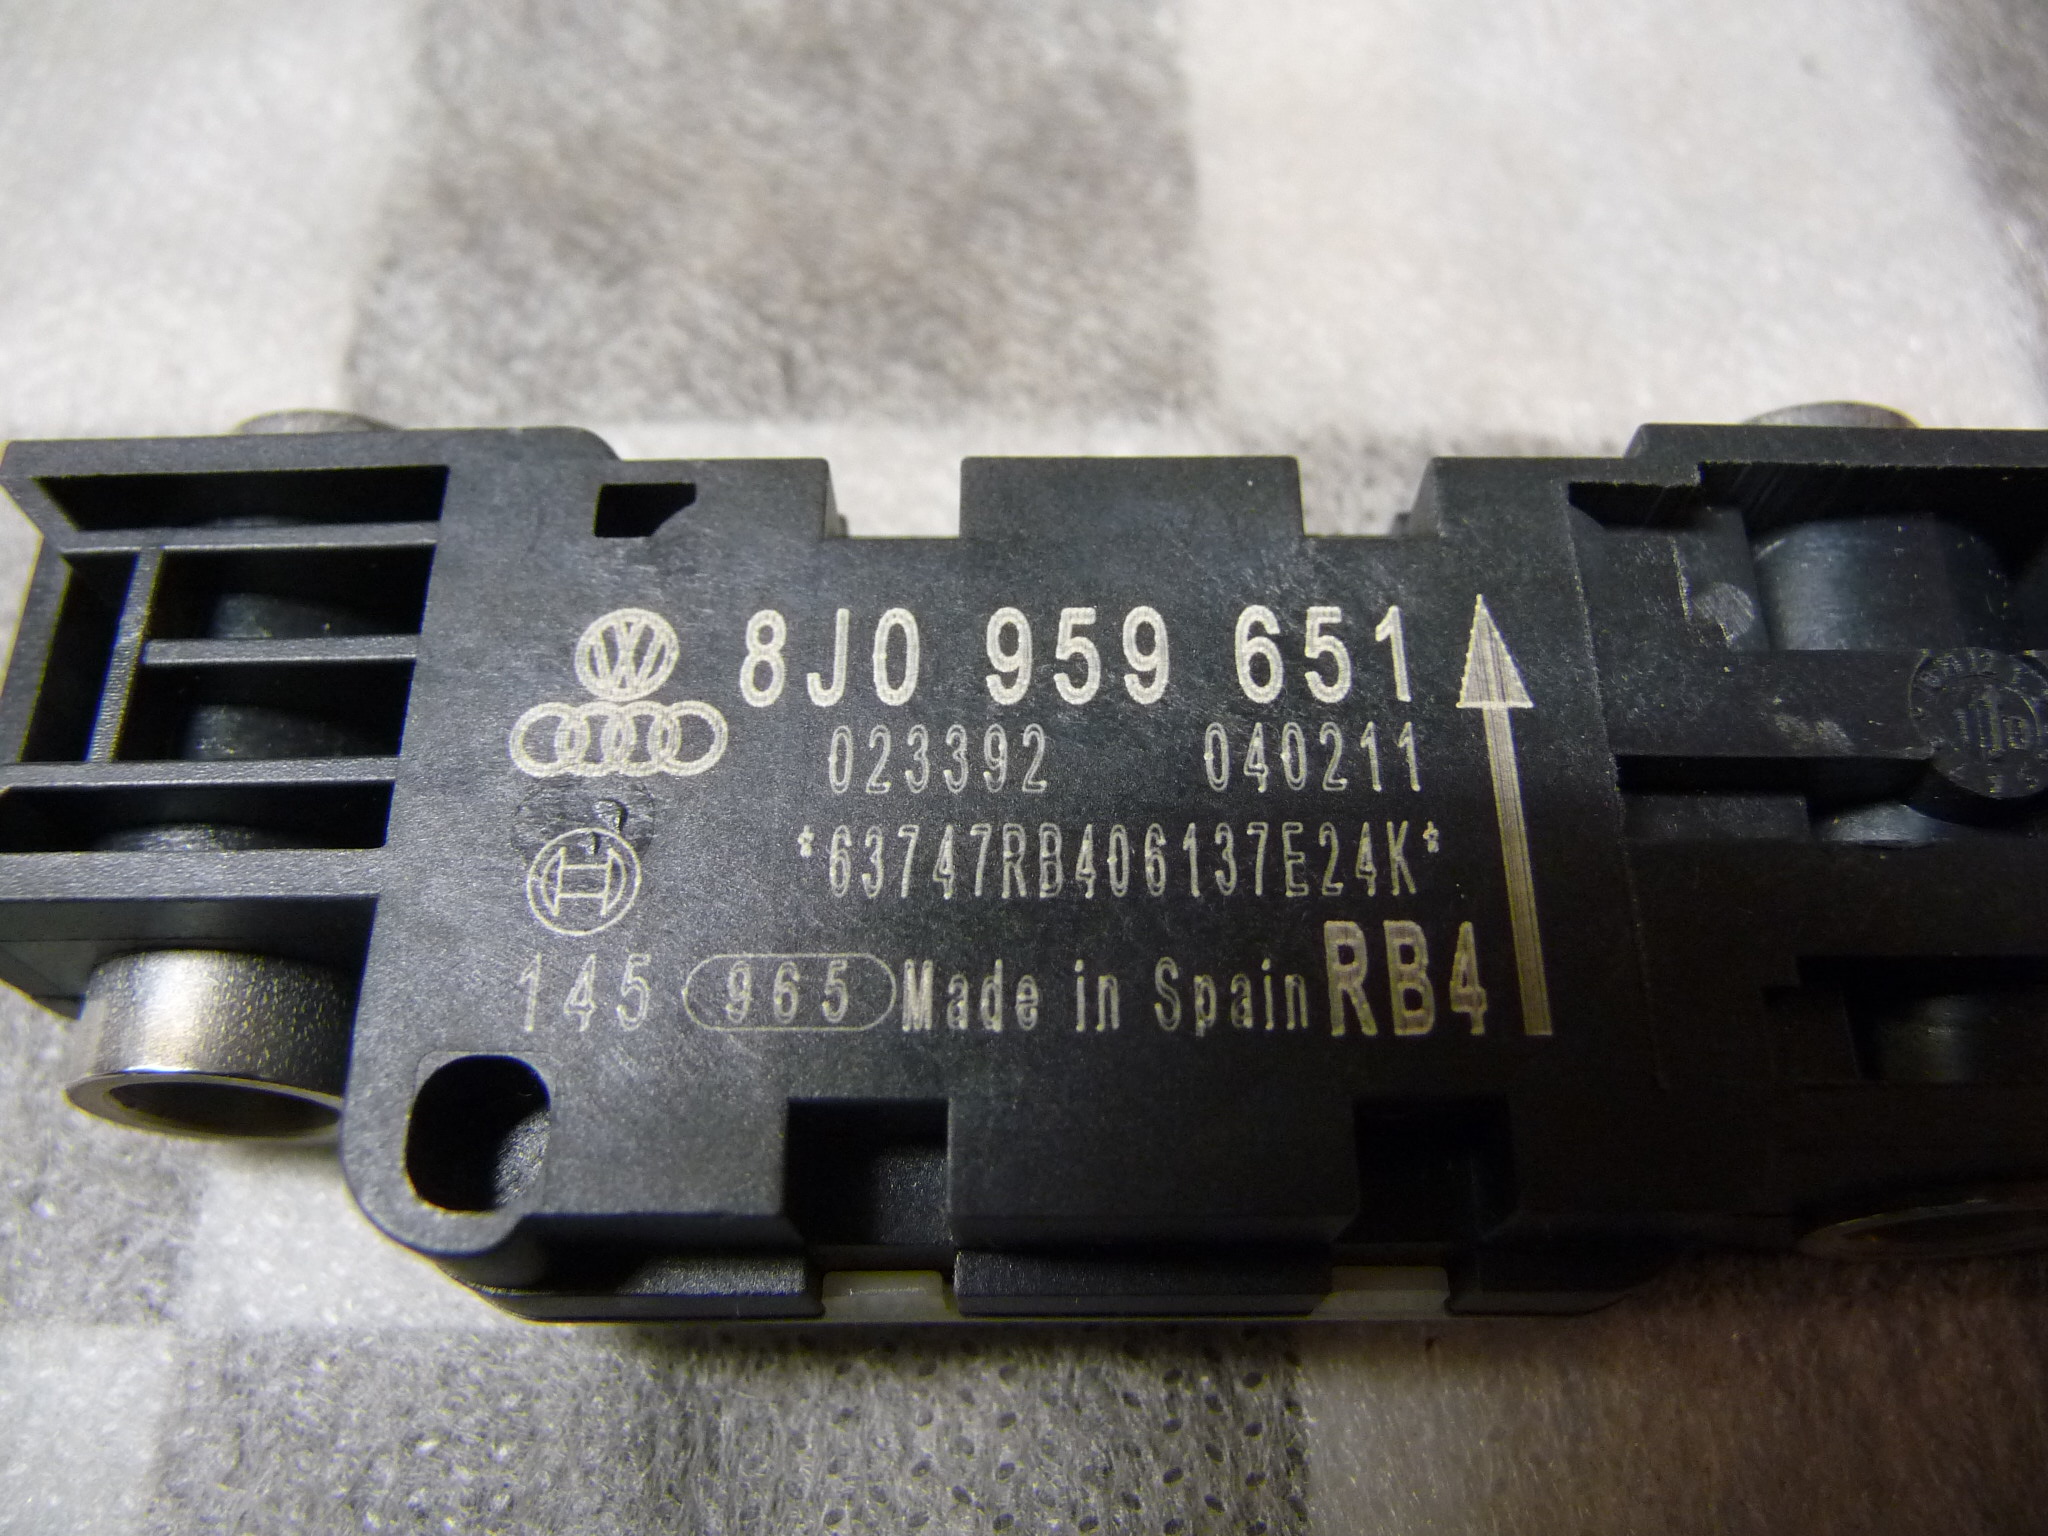 8J0 959 651
023392 040211
*63747RB406137E24K*
145 965 Made in Spain RB4